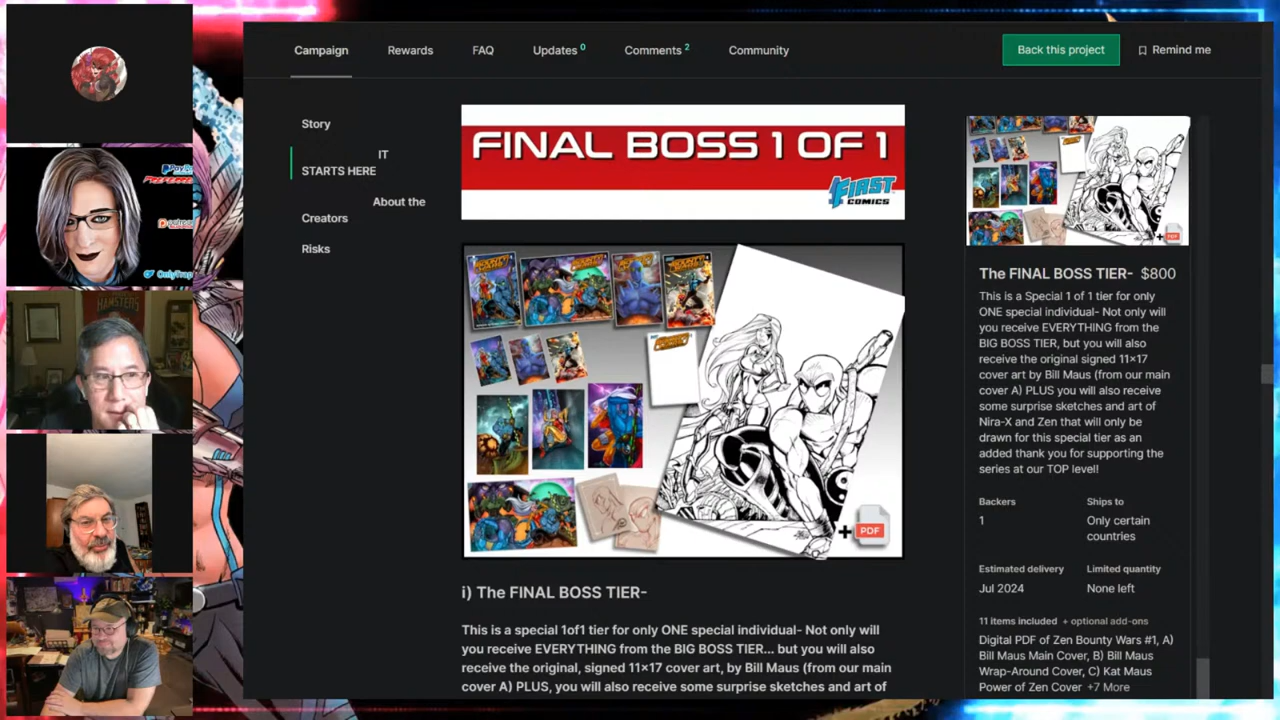 Campaign
Rewards
FAQ
Updates 0
Comments 2
Community
Back this project
Remind me
Story
IT
STARTS HERE
About the
Creators
Risks
FINAL BOSS 1 OF 1
FIRST
COMICS
+ PDF
i) The FINAL BOSS TIER-
This is a special 1of1 tier for only ONE special individual- Not only will
you receive EVERYTHING from the BIG BOSS TIER... but you will also
receive the original, signed 11×17 cover art, by Bill Maus (from our main
cover A) PLUS, you will also receive some surprise sketches and art of
The FINAL BOSS TIER- $800
This is a Special 1 of 1 tier for only
ONE special individual- Not only will
you receive EVERYTHING from the
BIG BOSS TIER, but you will also
receive the original signed 11×17
cover art by Bill Maus (from our main
cover A) PLUS you will also receive
some surprise sketches and art of
Nira-X and Zen that will only be
drawn for this special tier as an
added thank you for supporting the
series at our TOP level!
Backers
1
Ships to
Only certain
countries
Estimated delivery
Jul 2024
Limited quantity
None left
11 items included + optional add-ons
Digital PDF of Zen Bounty Wars #1, A)
Bill Maus Main Cover, B) Bill Maus
Wrap-Around Cover, C) Kat Maus
Power of Zen Cover +7 More
HAMSTERS